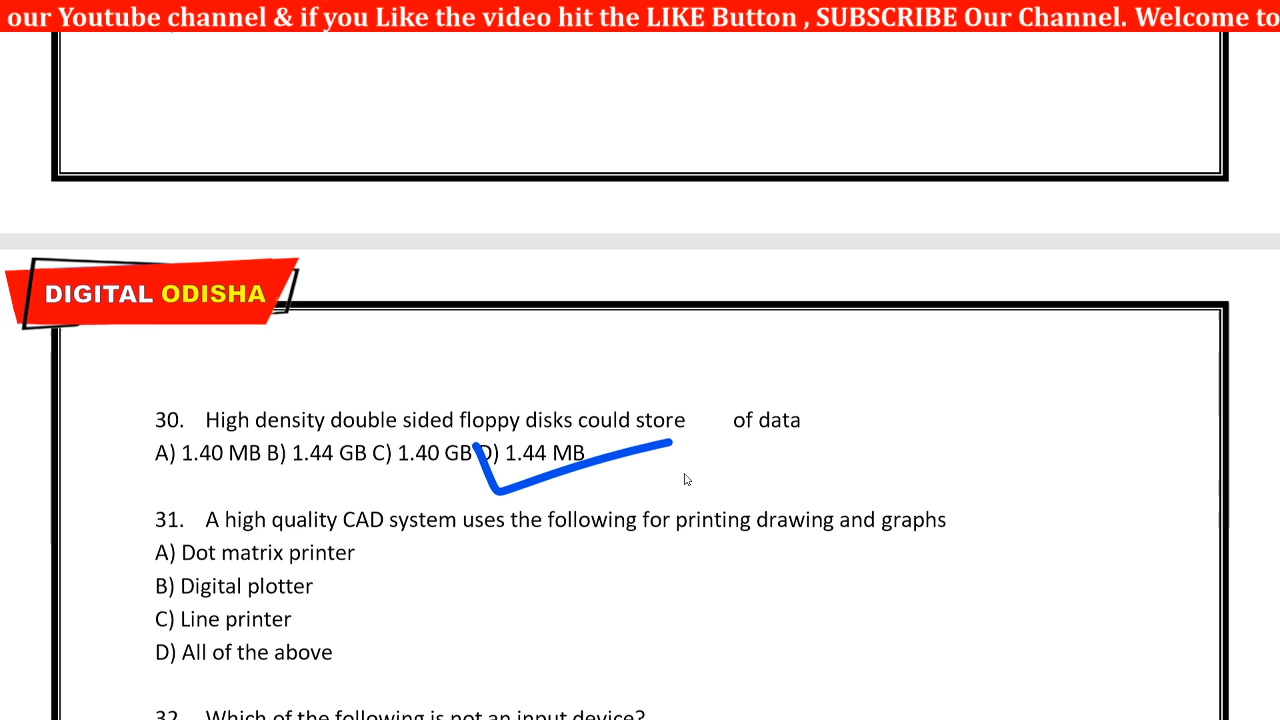 our Youtube channel & if you Like the video hit the LIKE Button , SUBSCRIBE Our Channel. Welcome to
DIGITAL ODISHA
30. High density double sided floppy disks could store of data
A) 1.40 MB B) 1.44 GB C) 1.40 GB D) 1.44 MB
31. A high quality CAD system uses the following for printing drawing and graphs
A) Dot matrix printer
B) Digital plotter
C) Line printer
D) All of the above
32. Which of the following is not an input device?